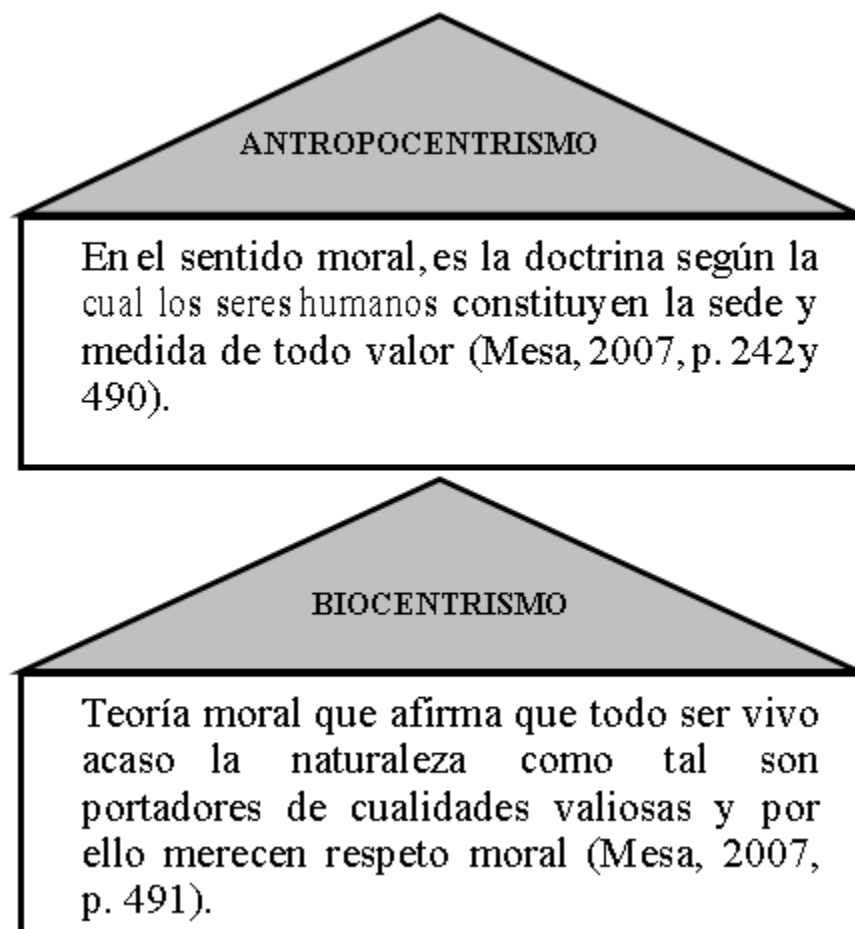 ANTROPOCENTRISMO
En el sentido moral, es la doctrina según la
cual los seres humanos constituyen la sede y
medida de todo valor (Mesa, 2007, p. 242y
490).
BIOCENTRISMO
Teoría moral que afirma que todo ser vivo
acaso la naturaleza como tal son
portadores de cualidades valiosas y por
ello merecen respeto moral (Mesa, 2007,
p. 491).